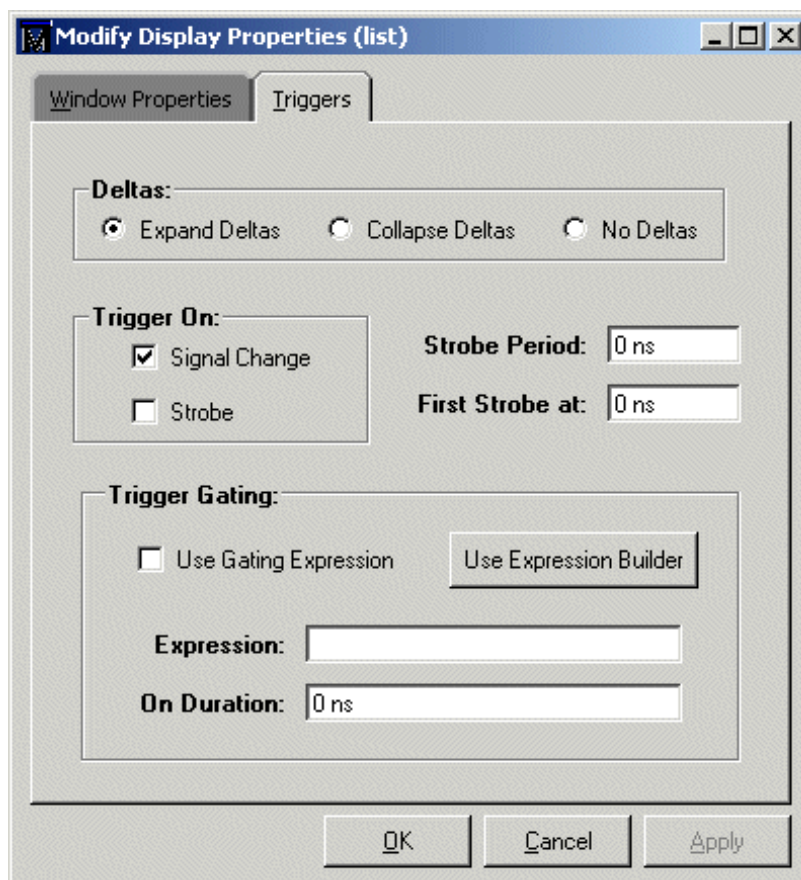 Modify Display Properties (list)
Window Properties
Triggers
Deltas:
Expand Deltas
Collapse Deltas
No Deltas
Trigger On:
Signal Change
Strobe
Strobe Period: 0 ns
First Strobe at: 0 ns
Trigger Gating:
Use Gating Expression
Use Expression Builder
Expression:
On Duration: 0 ns
OK
Cancel
Apply